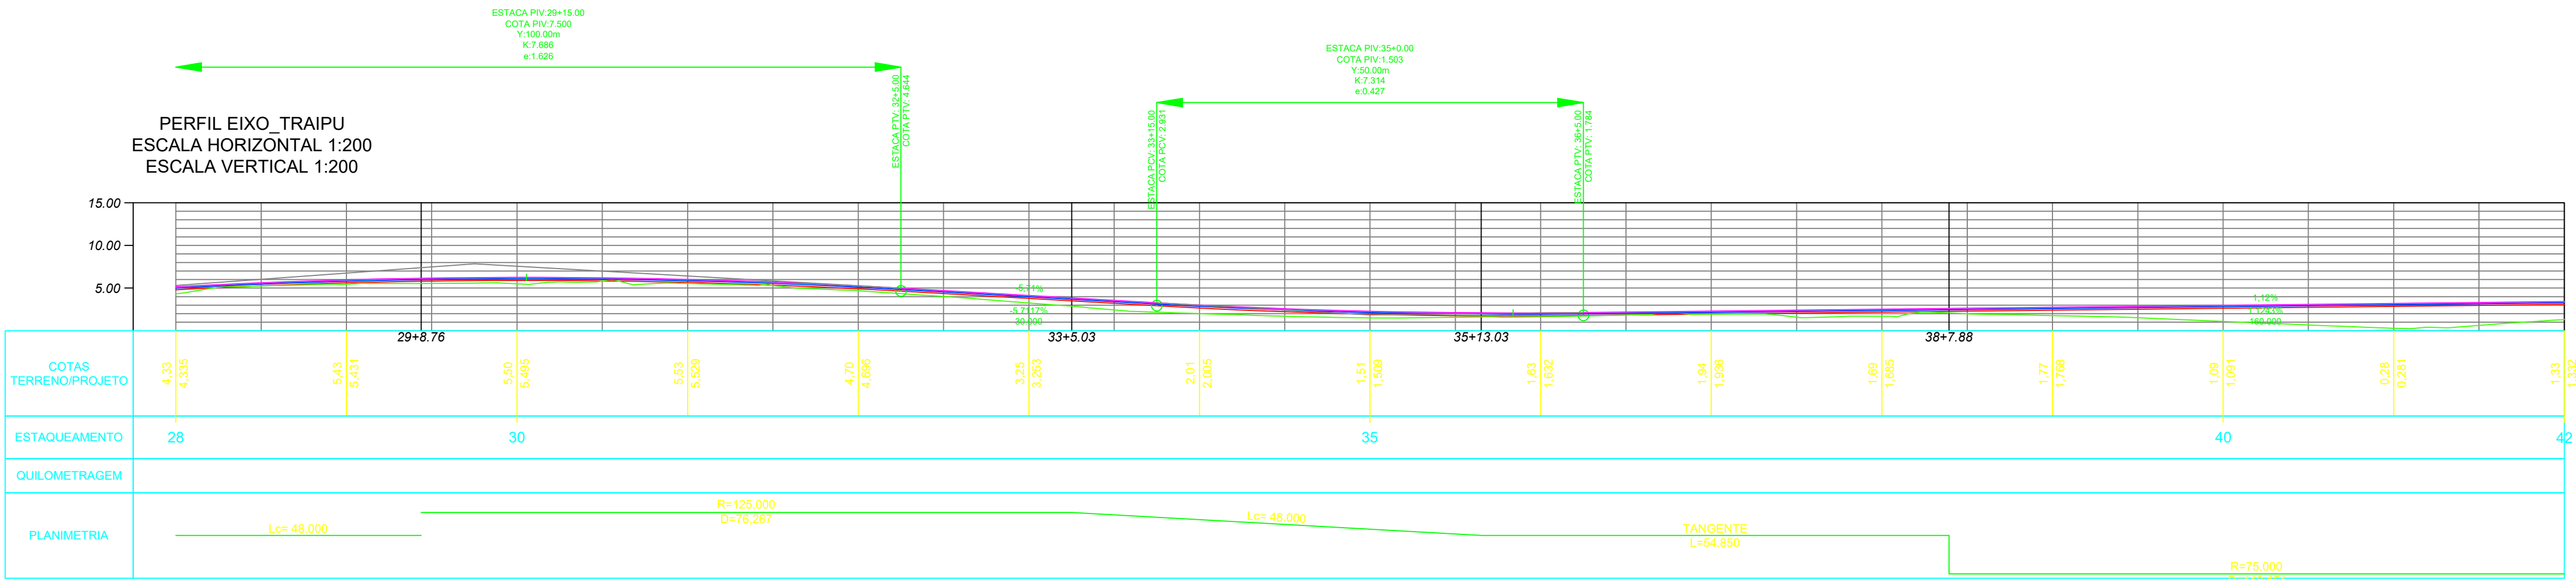 ESTACA PIV:29+15.00
COTA PIV:7.500
Y:100.00m
K:7.686
e:1.626
ESTACA PTV: 32+5.00
COTA PTV: 4.644
ESTACA PIV:35+0.00
COTA PIV:1.503
Y:50.00m
K:7.314
e:0.427
ESTACA PCV: 33+15.00
COTA PCV: 2.931
ESTACA PTV: 36+5.00
COTA PTV: 1.784
PERFIL EIXO_TRAIPU
ESCALA HORIZONTAL 1:200
ESCALA VERTICAL 1:200
15.00
10.00
5.00
-5,71%
-5.7117%
30.000
1,12%
1.1243%
160.000
29+8.76
33+5.03
35+13.03
38+7.88
COTAS
TERRENO/PROJETO
4,33
4,335
5,43
5,431
5,50
5,495
5,53
5,529
4,70
4,696
3,25
3,253
2,01
2,005
1,51
1,509
1,63
1,632
1,94
1,936
1,69
1,685
1,77
1,768
1,09
1,091
0,28
0,281
1,33
1,332
ESTAQUEAMENTO
28
30
35
40
42
QUILOMETRAGEM
PLANIMETRIA
Lc= 48,000
R=125,000
D=76,267
Lc= 48,000
TANGENTE
L=54,850
R=75,000